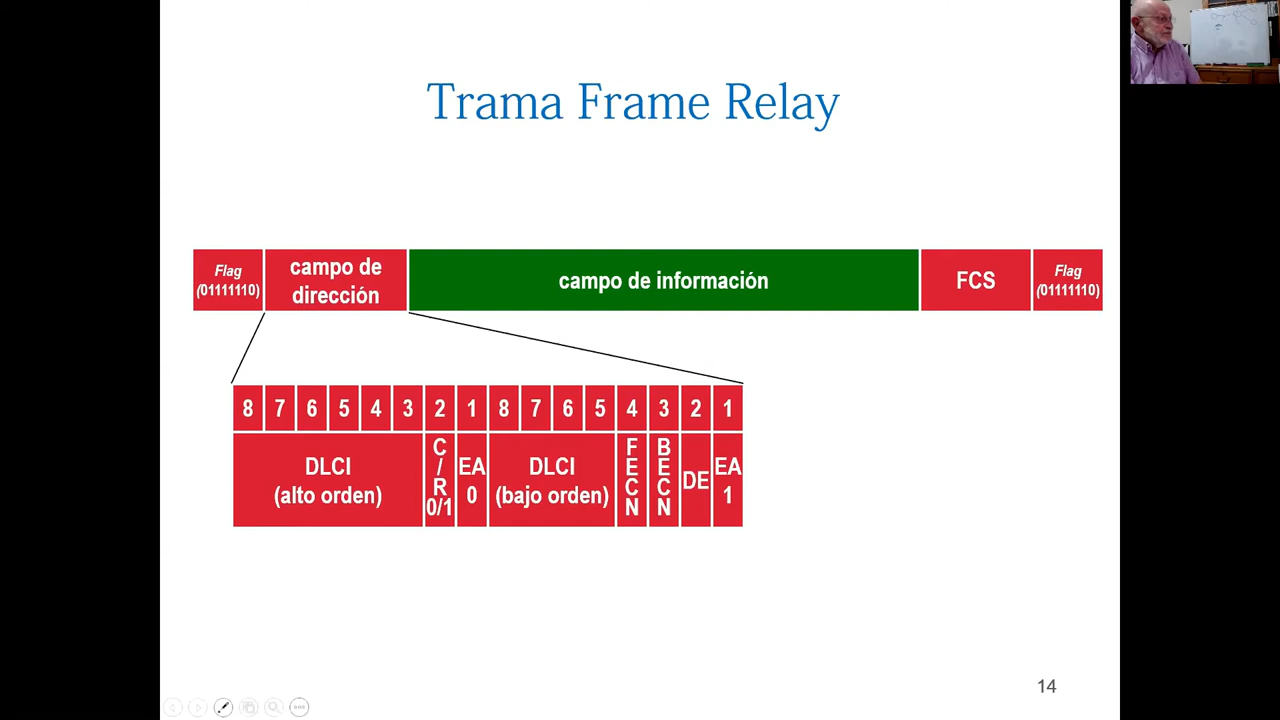 Trama Frame Relay
Flag
(01111110)
campo de
dirección
campo de información
FCS
Flag
(01111110)
8 7 6 5 4 3 2 1 8 7 6 5 4 3 2 1
DLCI
(alto orden)
C
/
R
0/1
EA
0
DLCI
(bajo orden)
F
E
C
N
B
E
C
N
DE
EA
1
14